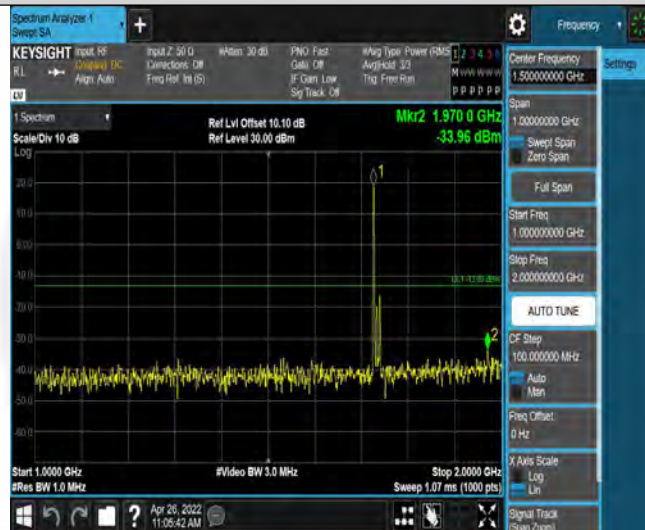 Spectrum Analyzer 1
Swept SA
Frequency
KEYSIGHT
Input: RF
Coupling: DC
Align: Auto
Input Z: 50 Ω
Corrections: Off
Freq Ref: Int (S)
#Atten: 30 dB
PNO: Fast
Gate: Off
IF Gain: Low
Sig Track: Off
#Avg Type: Power (RMS
Avg|Hold: 3/3
Trig: Free Run
1 2 3 4 5 6
M W W W W W
P P P P P P
RL
LV
1 Spectrum
Scale/Div 10 dB
Ref Lvl Offset 10.10 dB
Ref Level 30.00 dBm
Mkr2 1.970 0 GHz
-33.96 dBm
Log
20.0
10.0
0.00
-10.0
-20.0
-30.0
-40.0
-50.0
-60.0
1
2
Start 1.0000 GHz
#Res BW 1.0 MHz
#Video BW 3.0 MHz
Stop 2.0000 GHz
Sweep 1.07 ms (1000 pts)
Apr 26, 2022
11:05:42 AM
Center Frequency
1.500000000 GHz
Settings
Span
1.00000000 GHz
Swept Span
Zero Span
Full Span
Start Freq
1.000000000 GHz
Stop Freq
2.000000000 GHz
AUTO TUNE
CF Step
100.000000 MHz
Auto
Man
Freq Offset
0 Hz
X Axis Scale
Log
Lin
Signal Track
(Span Zoom)